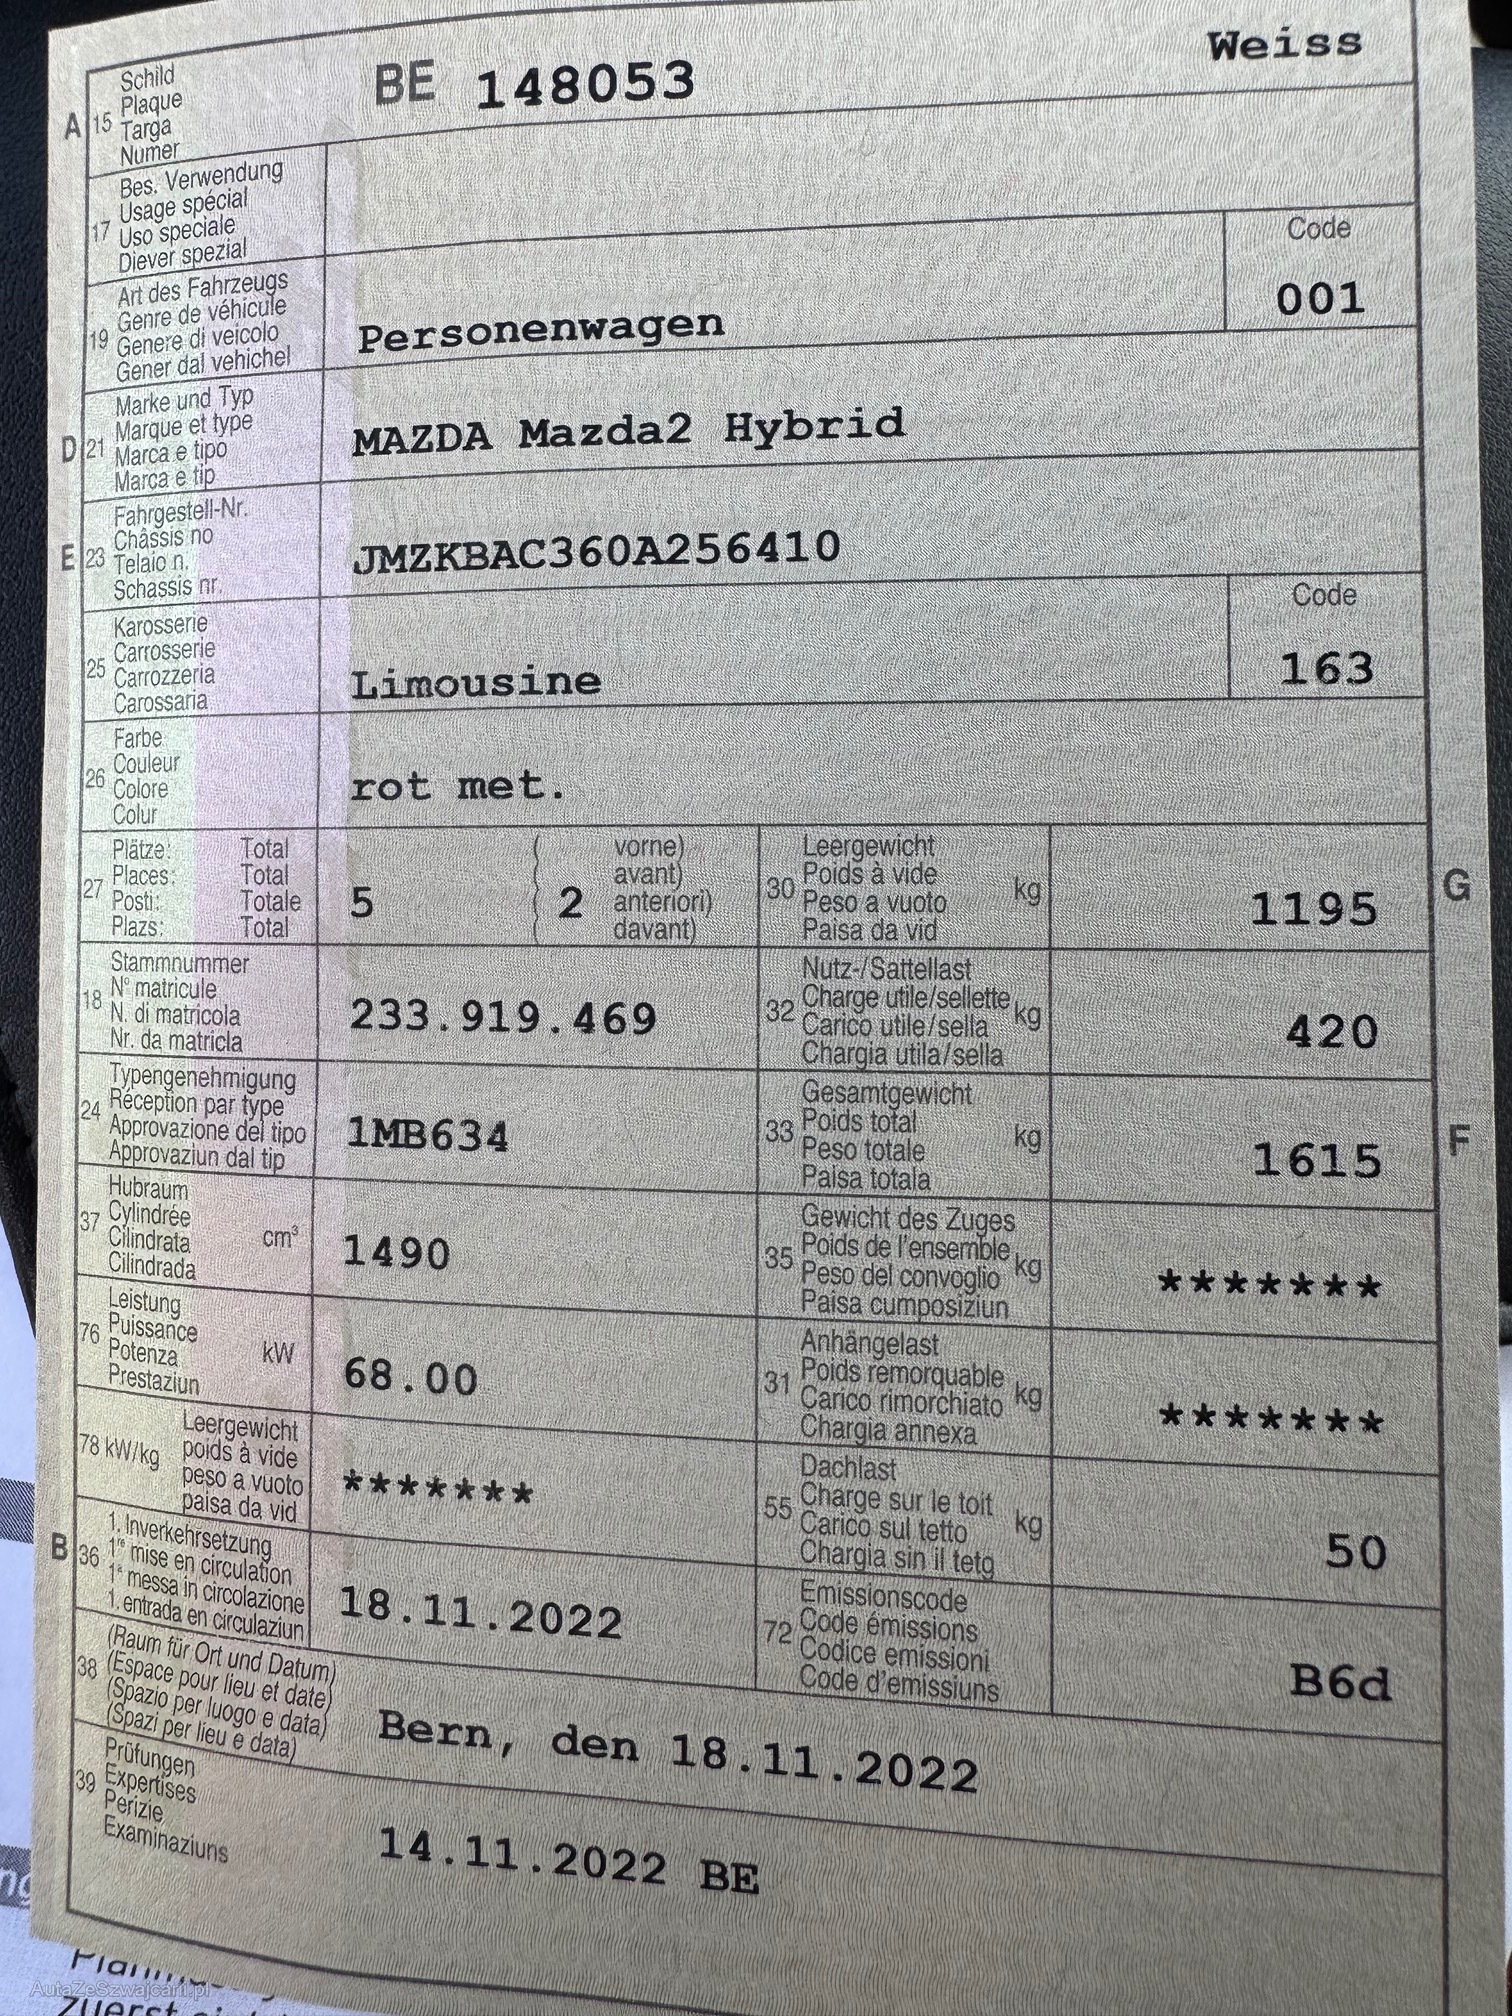 Weiss
A 15 Schild
Plaque
Targa
Numer
BE 148053
17 Bes. Verwendung
Usage spécial
Uso speciale
Diever spezial
19 Art des Fahrzeugs
Genre de véhicule
Genere di veicolo
Gener dal vehichel
Personenwagen
Code
001
D 21 Marke und Typ
Marque et type
Marca e tipo
Marca e tip
MAZDA Mazda2 Hybrid
E 23 Fahrgestell-Nr.
Châssis no
Telaio n.
Schassis nr.
JMZKBAC360A256410
25 Karosserie
Carrosserie
Carrozzeria
Carossaria
Limousine
Code
163
26 Farbe
Couleur
Colore
Colur
rot met.
27 Plätze: Total
Places: Total
Posti: Totale
Plazs: Total
5
( vorne)
( avant)
( 2 anteriori)
( davant)
30 Leergewicht
Poids à vide
Peso a vuoto
Paisa da vid
kg
1195
G
18 Stammnummer
N° matricule
N. di matricola
Nr. da matricla
233.919.469
32 Nutz-/Sattellast
Charge utile/sellette
Carico utile/sella
Chargia utila/sella
kg
420
24 Typengenehmigung
Réception par type
Approvazione del tipo
Approvaziun dal tip
1MB634
33 Gesamtgewicht
Poids total
Peso totale
Paisa totala
kg
1615
F
37 Hubraum
Cylindrée
Cilindrata
Cilindrada
cm³
1490
35 Gewicht des Zuges
Poids de l'ensemble
Peso del convoglio
Paisa cumposiziun
kg
*******
76 Leistung
Puissance
Potenza
Prestaziun
kW
68.00
31 Anhängelast
Poids remorquable
Carico rimorchiato
Chargia annexa
kg
*******
78 kW/kg Leergewicht
poids à vide
peso a vuoto
paisa da vid
*******
55 Dachlast
Charge sur le toit
Carico sul tetto
Chargia sin il tetg
kg
50
B 36 1. Inverkehrsetzung
1re mise en circulation
1a messa in circolazione
1. entrada en circulaziun
18.11.2022
72 Emissionscode
Code émissions
Codice emissioni
Code d'emissiuns
B6d
38 (Raum für Ort und Datum)
(Espace pour lieu et date)
(Spazio per luogo e data)
(Spazi per lieu e data)
Bern, den 18.11.2022
39 Prüfungen
Expertises
Perizie
Examinaziuns
14.11.2022 BE
AutaZeSzwajcarii.pl
zuerst